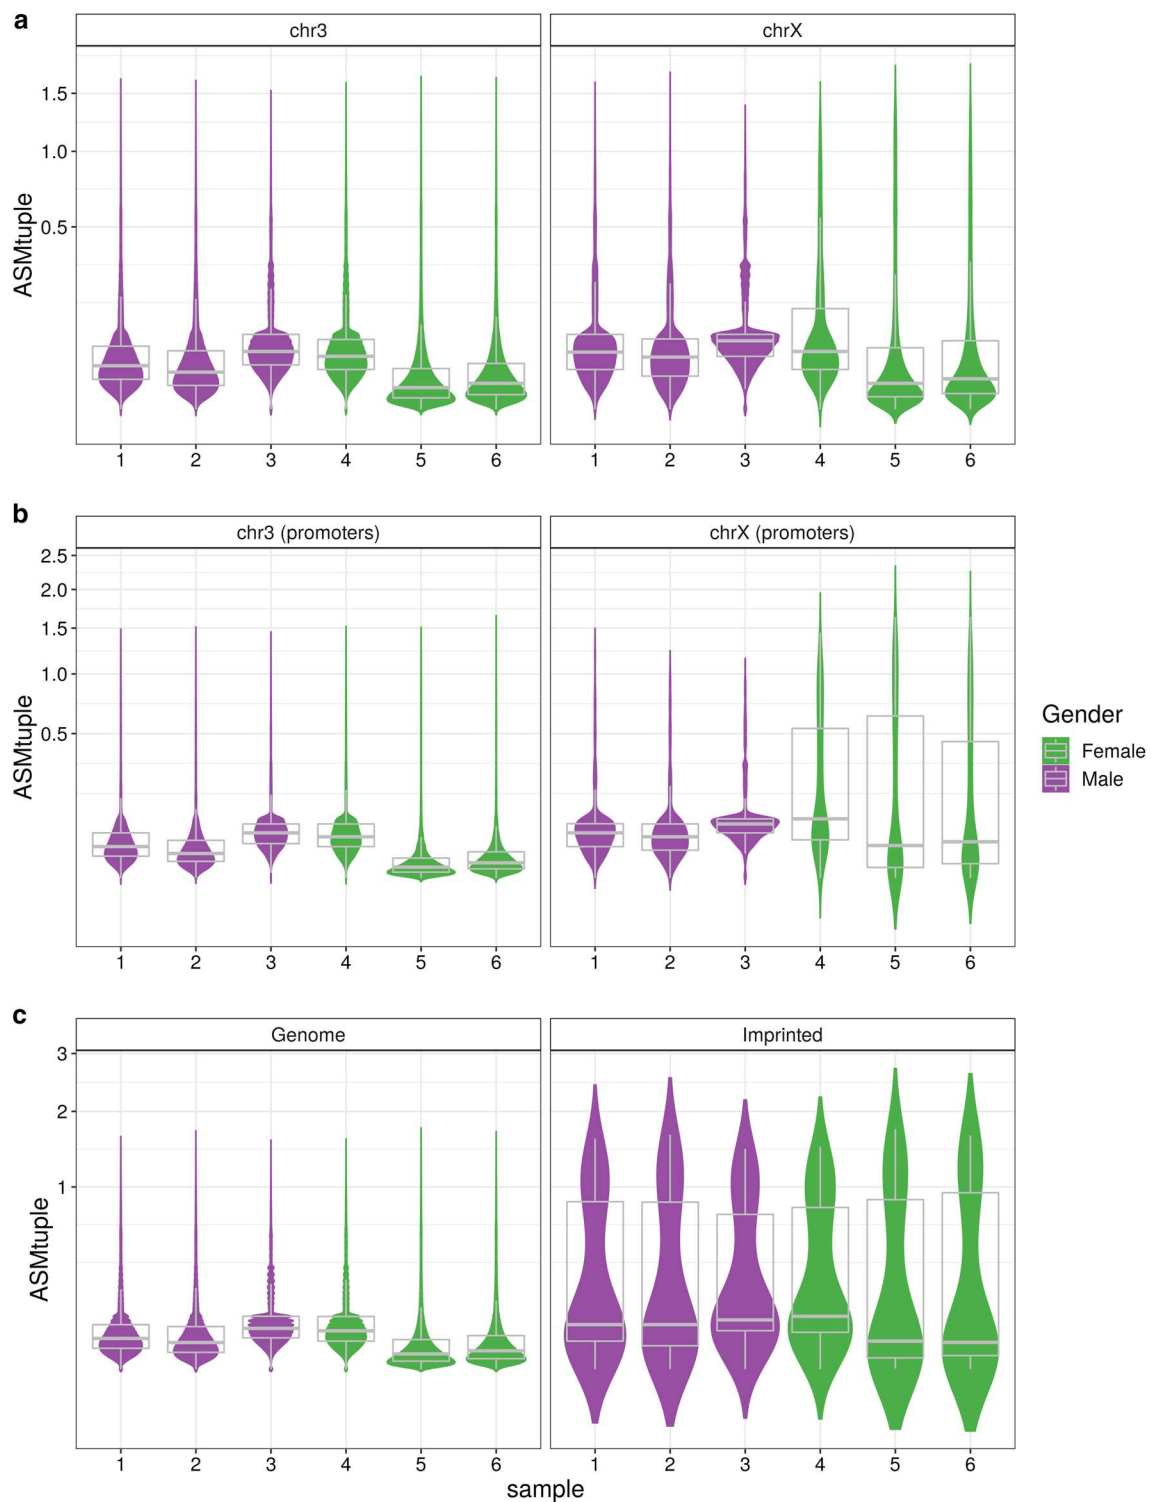 a
chr3 chrX
ASMtuple
1.5
1.0
0.5
1 2 3 4 5 6 1 2 3 4 5 6
b
chr3 (promoters) chrX (promoters)
ASMtuple
2.5
2.0
1.5
1.0
0.5
1 2 3 4 5 6 1 2 3 4 5 6
Gender
Female
Male
c
Genome Imprinted
ASMtuple
3
2
1
1 2 3 4 5 6 1 2 3 4 5 6
sample